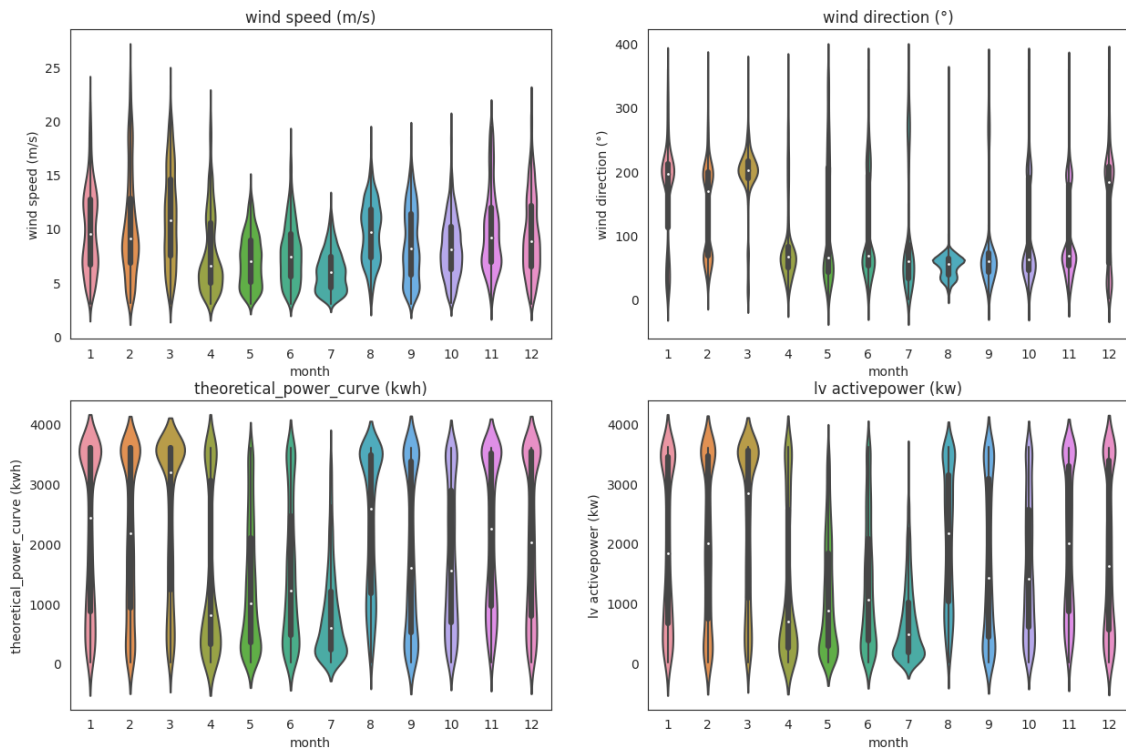 wind speed (m/s)
wind speed (m/s)
25
20
15
10
5
0
1 2 3 4 5 6 7 8 9 10 11 12
month
wind direction (°)
wind direction (°)
400
300
200
100
0
1 2 3 4 5 6 7 8 9 10 11 12
month
theoretical_power_curve (kwh)
theoretical_power_curve (kwh)
4000
3000
2000
1000
0
1 2 3 4 5 6 7 8 9 10 11 12
month
lv activepower (kw)
lv activepower (kw)
4000
3000
2000
1000
0
1 2 3 4 5 6 7 8 9 10 11 12
month